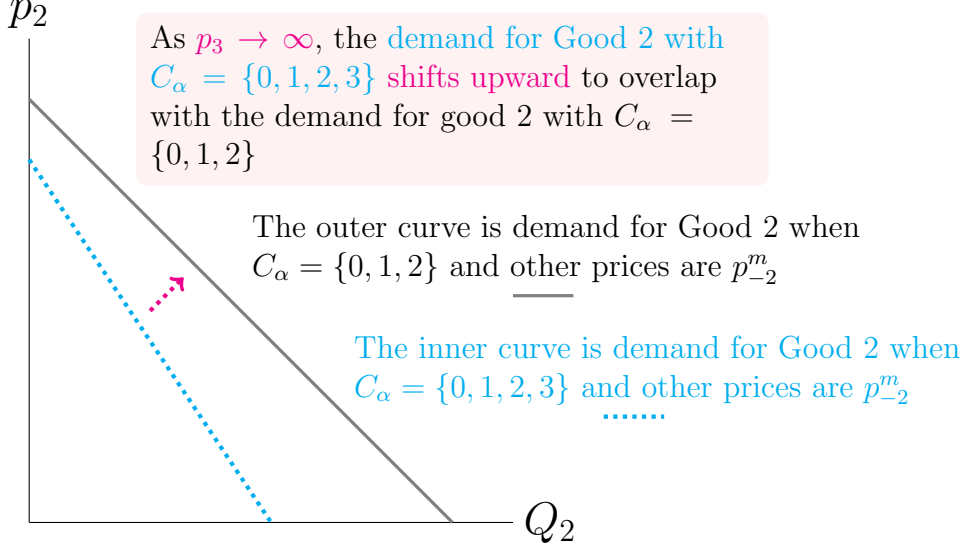 p₂
As p₃ → ∞, the demand for Good 2 with
C_α = {0, 1, 2, 3} shifts upward to overlap
with the demand for good 2 with C_α =
{0, 1, 2}
The outer curve is demand for Good 2 when
C_α = {0, 1, 2} and other prices are p^m_{−2}
The inner curve is demand for Good 2 when
C_α = {0, 1, 2, 3} and other prices are p^m_{−2}
Q₂